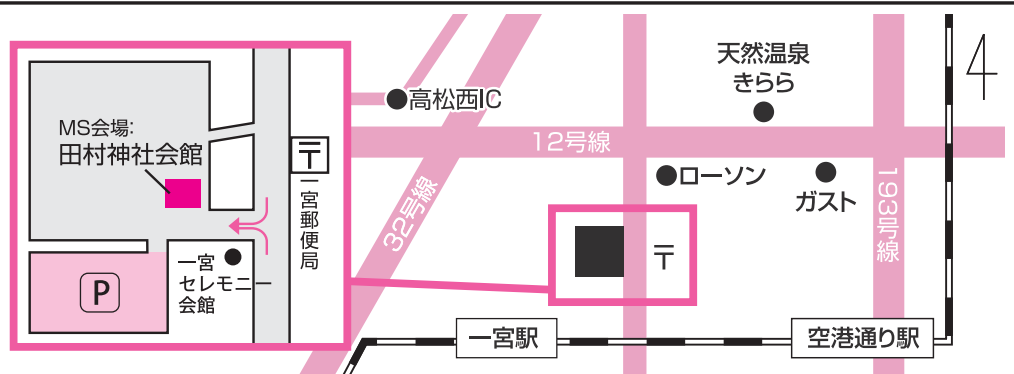 MS会場:
田村神社会館
〒
一宮郵便局
一宮
セレモニー
会館
P
高松西IC
32号線
12号線
天然温泉
きらら
ローソン
ガスト
193号線
〒
一宮駅
空港通り駅
4